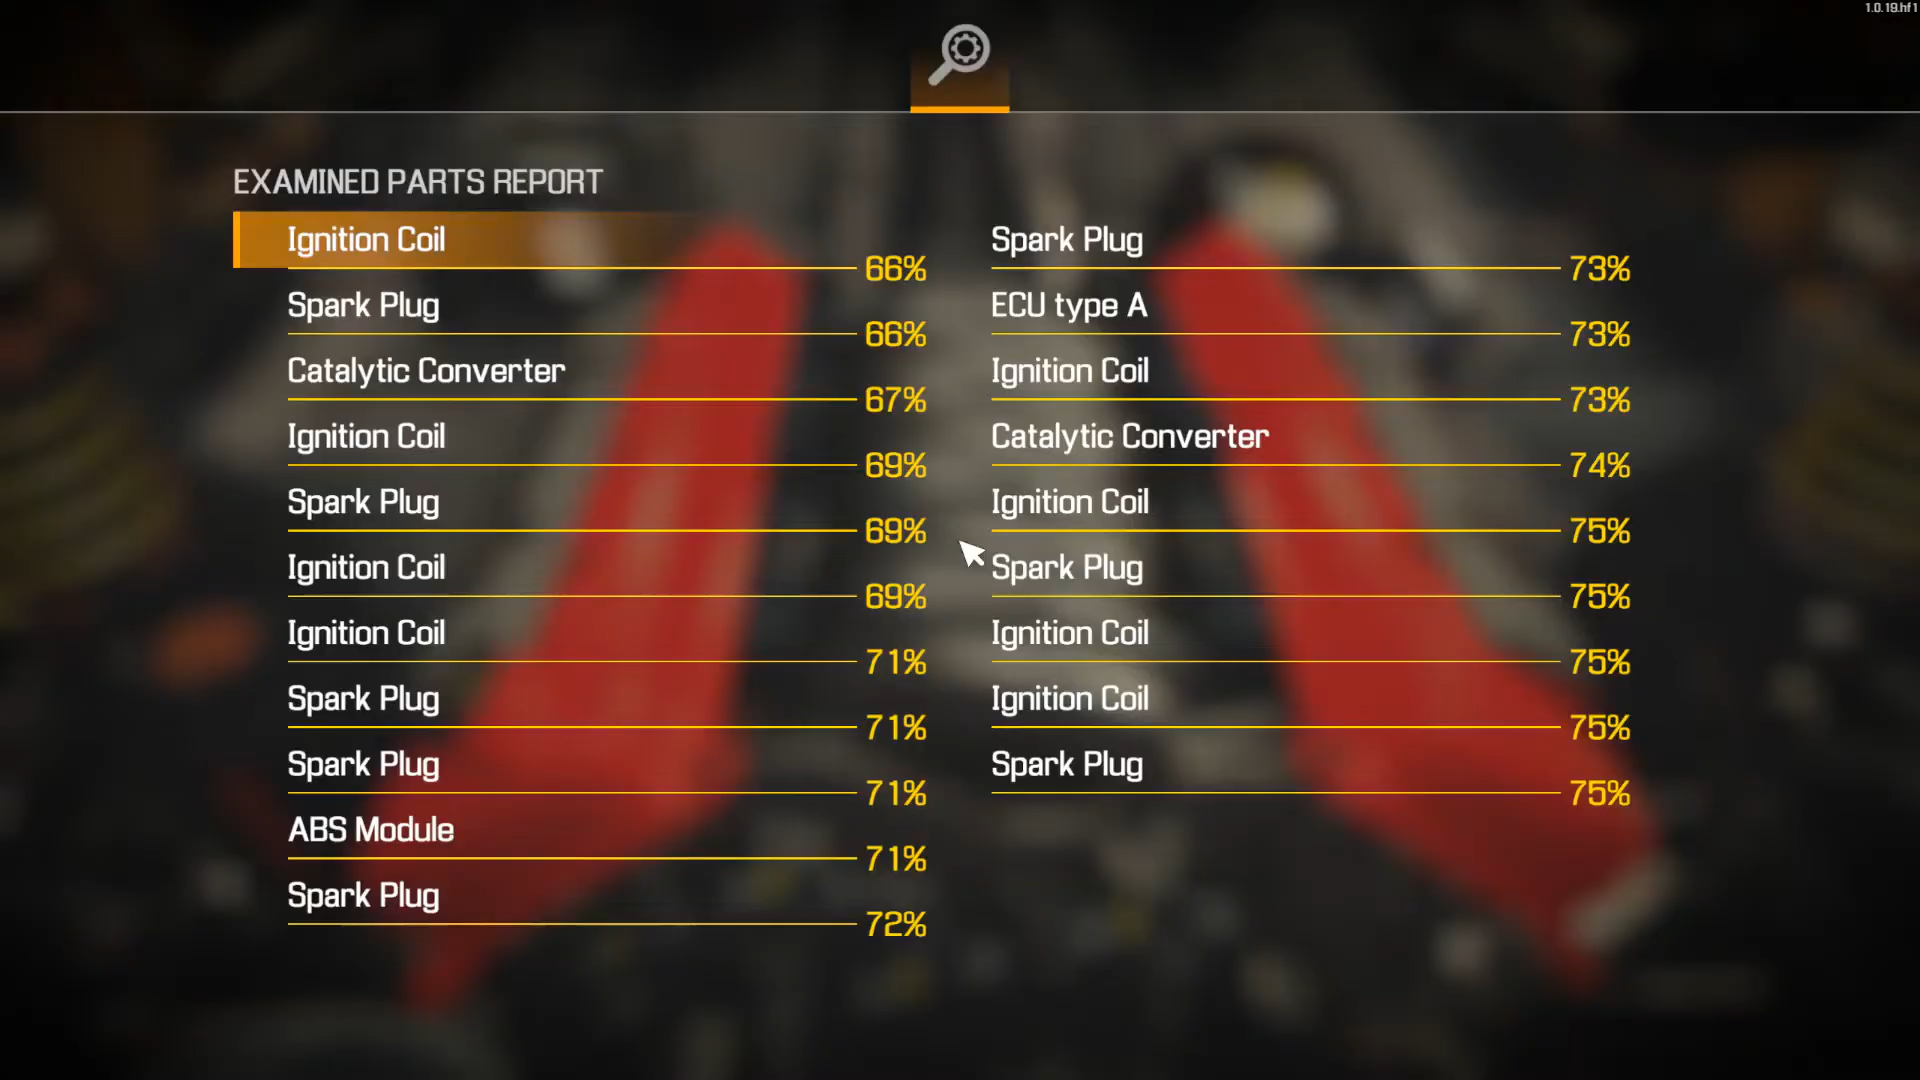 1.0.19.hf1
EXAMINED PARTS REPORT
Ignition Coil
66%
Spark Plug
66%
Catalytic Converter
67%
Ignition Coil
69%
Spark Plug
69%
Ignition Coil
69%
Ignition Coil
71%
Spark Plug
71%
Spark Plug
71%
ABS Module
71%
Spark Plug
72%
Spark Plug
73%
ECU type A
73%
Ignition Coil
73%
Catalytic Converter
74%
Ignition Coil
75%
Spark Plug
75%
Ignition Coil
75%
Ignition Coil
75%
Spark Plug
75%